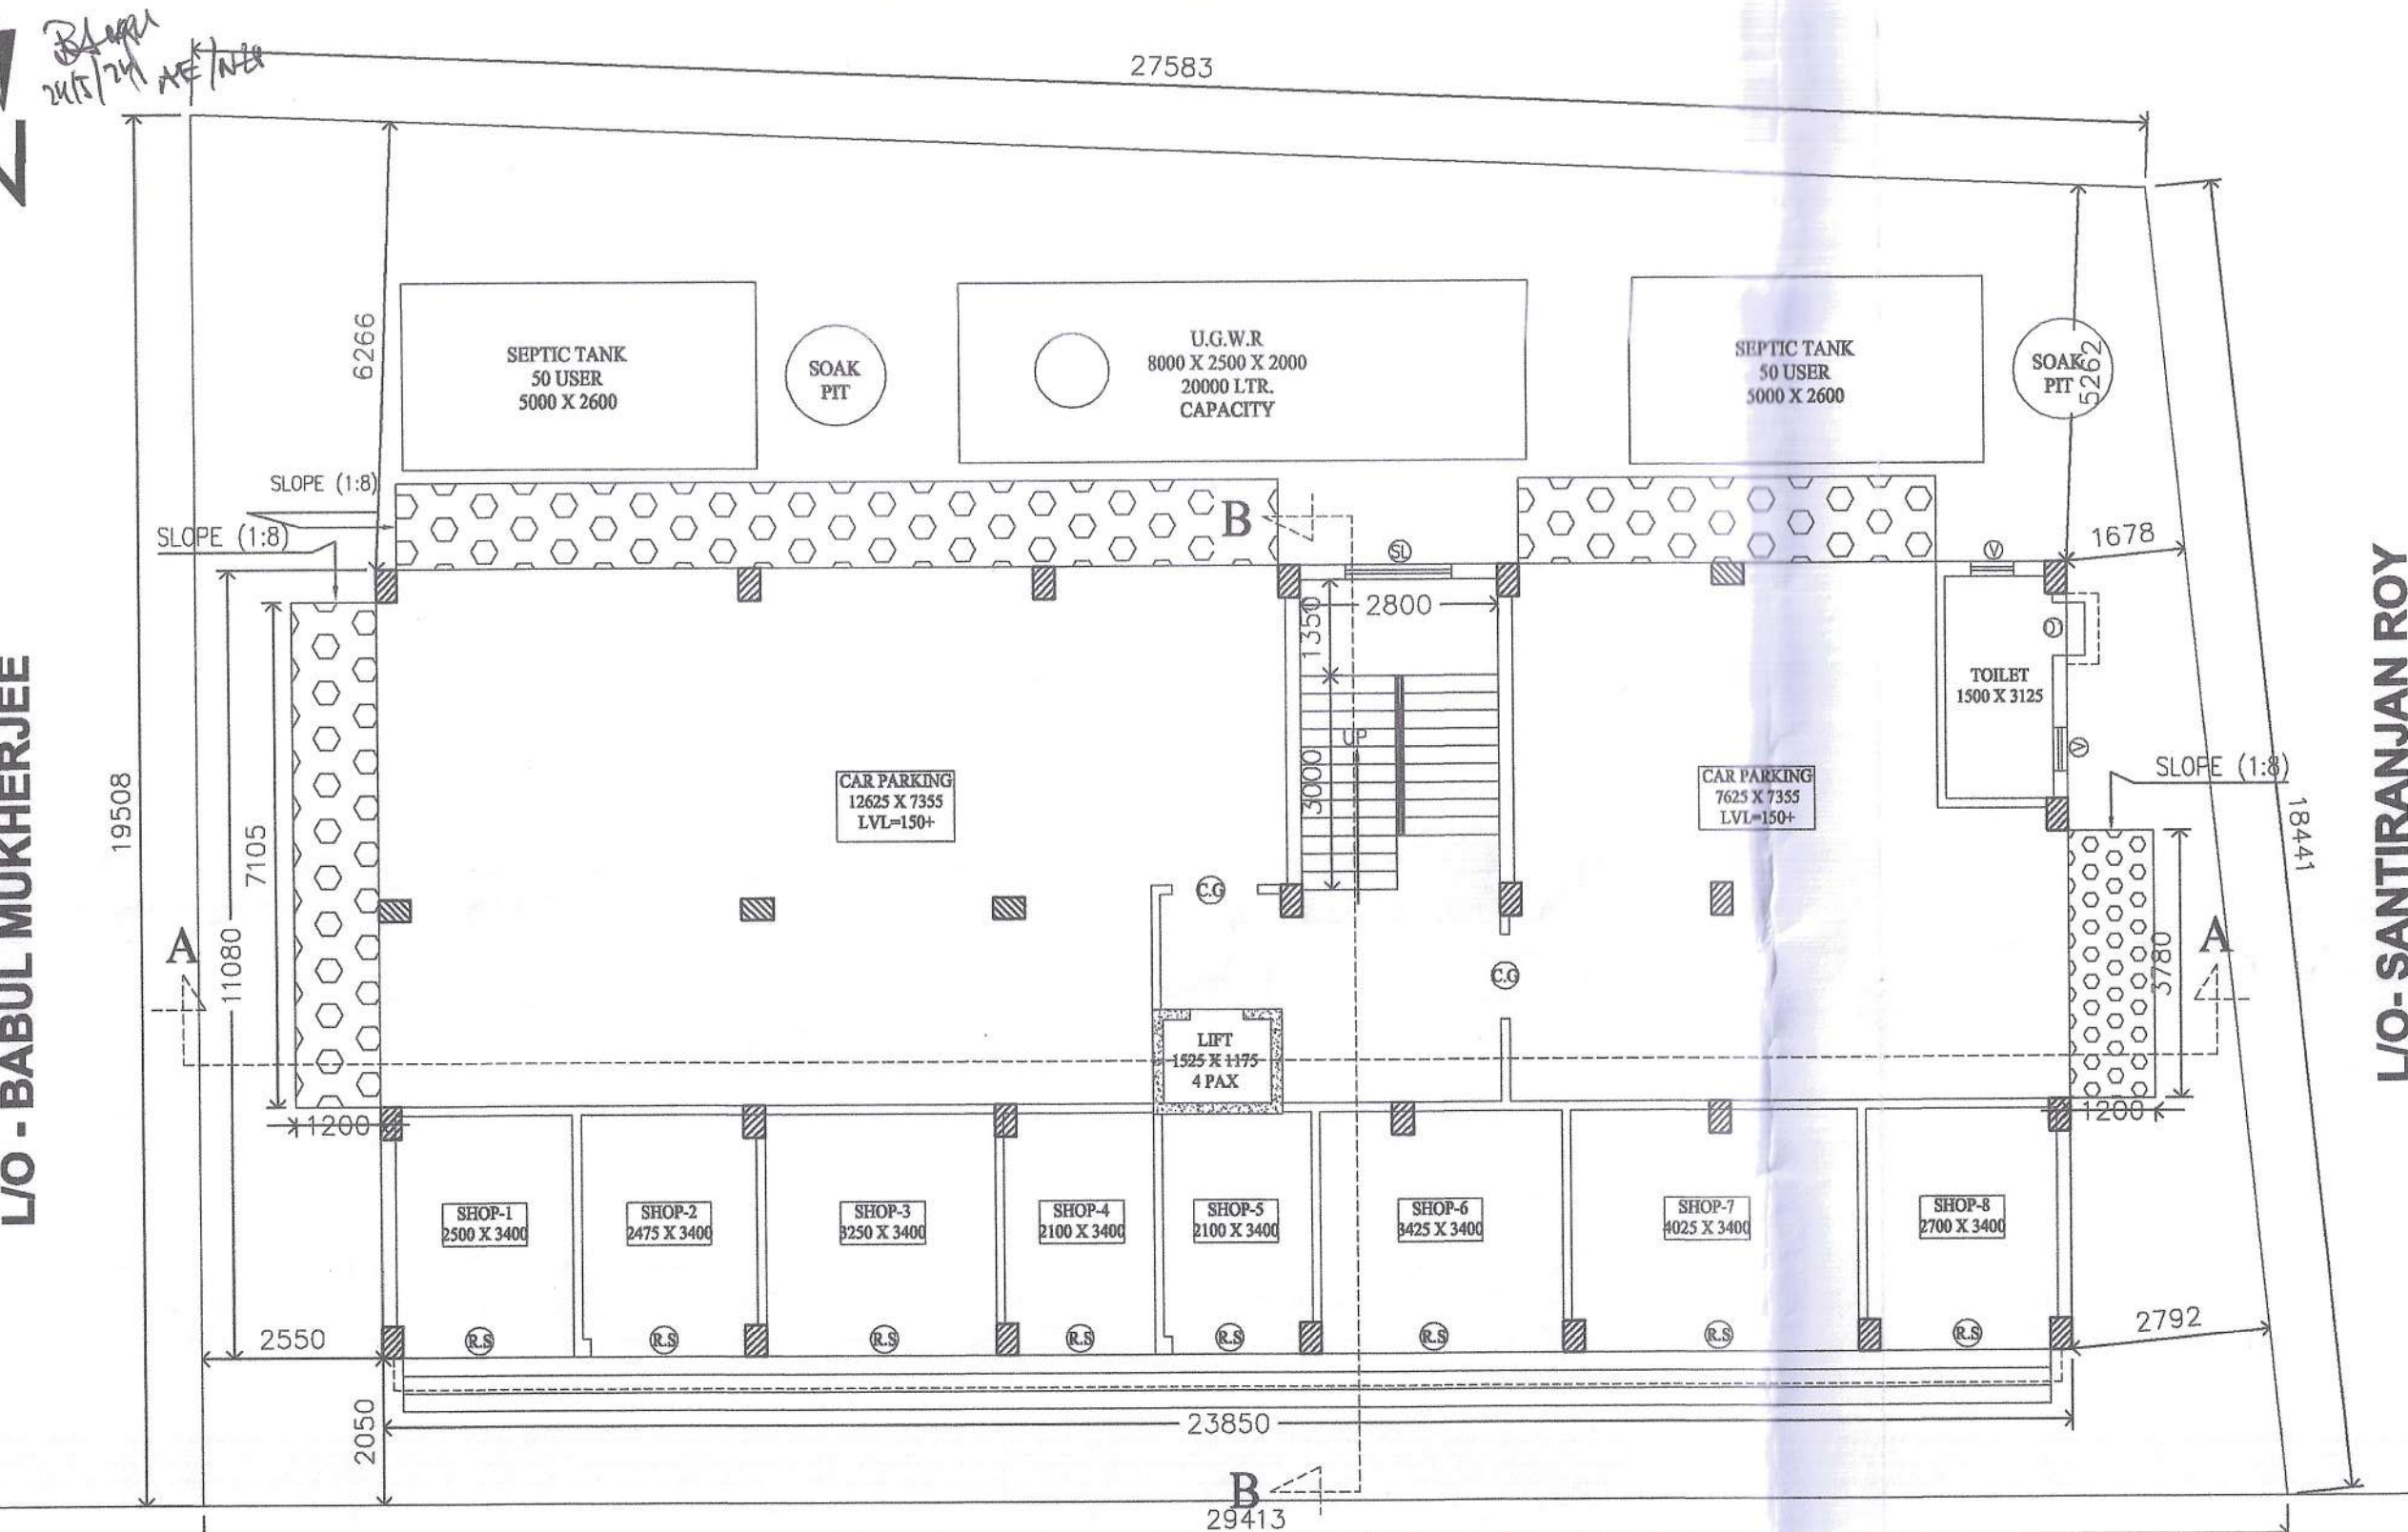 24/5/24
27583
6266
SEPTIC TANK
50 USER
5000 X 2600
SOAK
PIT
U.G.W.R
8000 X 2500 X 2000
20000 LTR.
CAPACITY
SEPTIC TANK
50 USER
5000 X 2600
SOAK
PIT
5262
SLOPE (1:8)
SLOPE (1:8)
B
SL
V
1678
1350
2800
D
TOILET
1500 X 3125
V
SLOPE (1:8)
UP
3000
CAR PARKING
12625 X 7355
LVL=150+
CAR PARKING
7625 X 7355
LVL=150+
19508
7105
11080
18441
L/O - BABUL MUKHERJEE
L/O- SANTIRANJAN ROY
C.G
C.G
A
A
3780
LIFT
1525 X 1175
4 PAX
1200
1200
SHOP-1
2500 X 3400
SHOP-2
2475 X 3400
SHOP-3
3250 X 3400
SHOP-4
2100 X 3400
SHOP-5
2100 X 3400
SHOP-6
3425 X 3400
SHOP-7
4025 X 3400
SHOP-8
2700 X 3400
R.S
R.S
R.S
R.S
R.S
R.S
R.S
R.S
2550
2792
2050
23850
B
29413